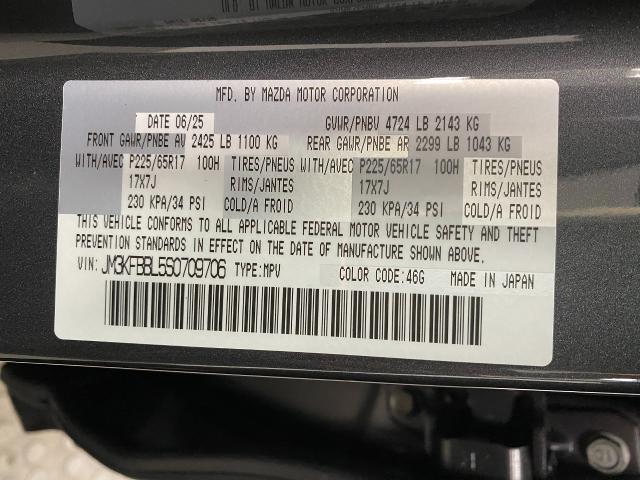 MFD. BY MAZDA MOTOR CORPORATION
DATE 06/25 GVWR/PNBV 4724 LB 2143 KG
FRONT GAWR/PNBE AV 2425 LB 1100 KG REAR GAWR/PNBE AR 2299 LB 1043 KG
WITH/AVEC P225/65R17 100H TIRES/PNEUS WITH/AVEC P225/65R17 100H TIRES/PNEUS
17X7J RIMS/JANTES 17X7J RIMS/JANTES
230 KPA/34 PSI COLD/A FROID 230 KPA/34 PSI COLD/A FROID
THIS VEHICLE CONFORMS TO ALL APPLICABLE FEDERAL MOTOR VEHICLE SAFETY AND THEFT
PREVENTION STANDARDS IN EFFECT ON THE DATE OF MANUFACTURE SHOWN ABOVE.
VIN: JM3KFBBL5S0709706 TYPE:MPV COLOR CODE:46G MADE IN JAPAN